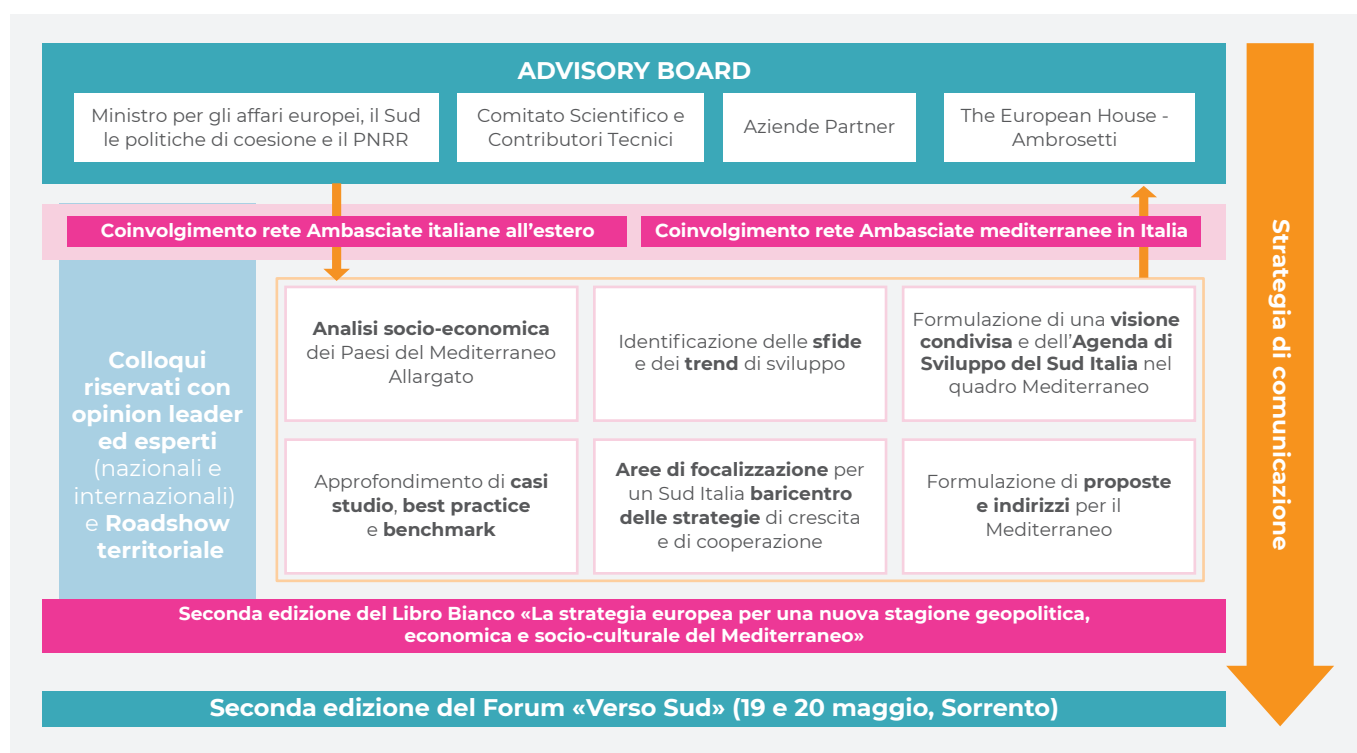 ADVISORY BOARD
Ministro per gli affari europei, il Sud
le politiche di coesione e il PNRR
Comitato Scientifico e
Contributori Tecnici
Aziende Partner
The European House -
Ambrosetti
Coinvolgimento rete Ambasciate italiane all’estero
Coinvolgimento rete Ambasciate mediterranee in Italia
Colloqui
riservati con
opinion leader
ed esperti
(nazionali e
internazionali)
e Roadshow
territoriale
Analisi socio-economica
dei Paesi del Mediterraneo
Allargato
Identificazione delle sfide
e dei trend di sviluppo
Formulazione di una visione
condivisa e dell’Agenda di
Sviluppo del Sud Italia nel
quadro Mediterraneo
Approfondimento di casi
studio, best practice
e benchmark
Aree di focalizzazione per
un Sud Italia baricentro
delle strategie di crescita
e di cooperazione
Formulazione di proposte
e indirizzi per il
Mediterraneo
Seconda edizione del Libro Bianco «La strategia europea per una nuova stagione geopolitica,
economica e socio-culturale del Mediterraneo»
Seconda edizione del Forum «Verso Sud» (19 e 20 maggio, Sorrento)
Strategia di comunicazione